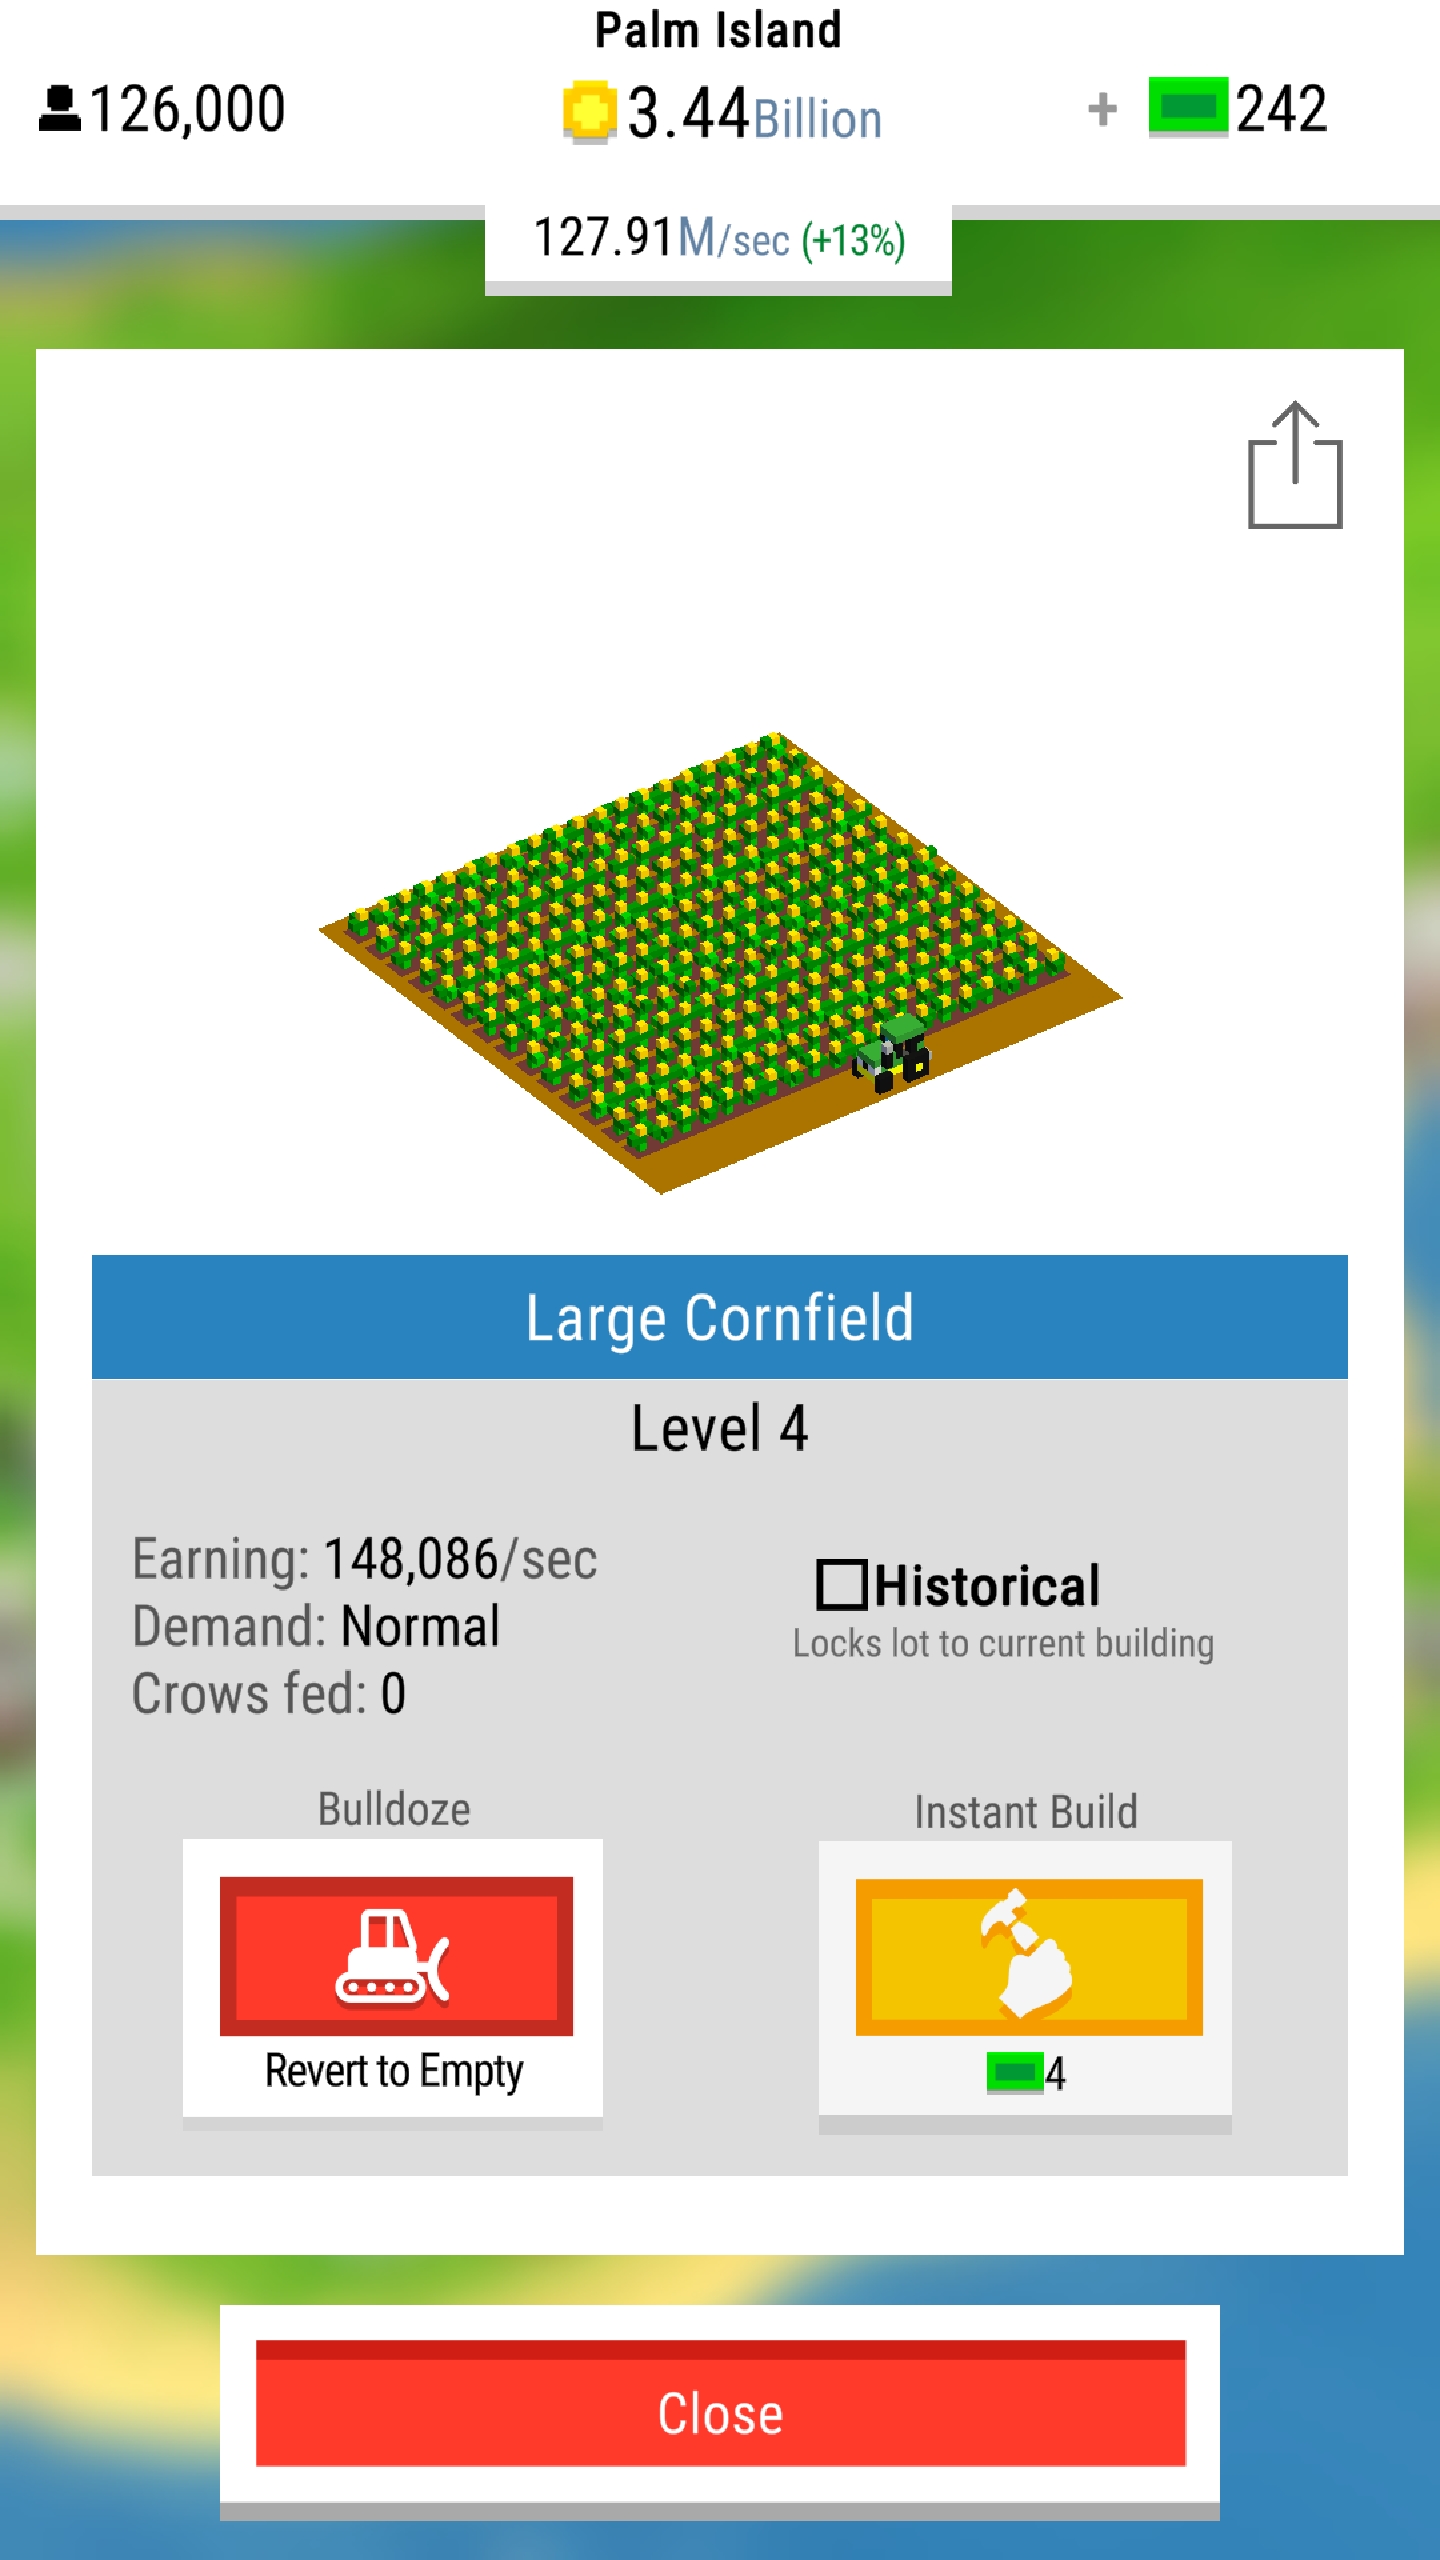 Palm Island
126,000
3.44Billion
+ 242
127.91M/sec (+13%)
Large Cornfield
Level 4
Earning: 148,086/sec
Demand: Normal
Crows fed: 0
Historical
Locks lot to current building
Bulldoze
Revert to Empty
Instant Build
4
Close